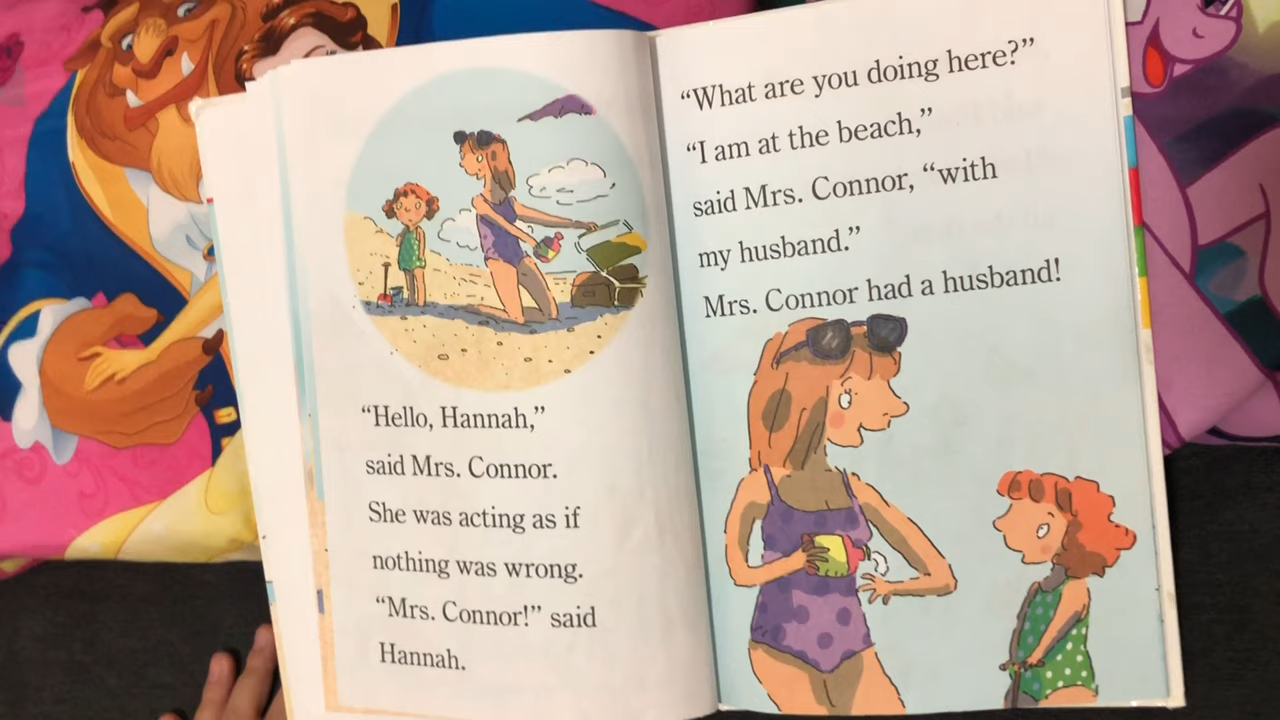 “Hello, Hannah,”
said Mrs. Connor.
She was acting as if
nothing was wrong.
“Mrs. Connor!” said
Hannah.
“What are you doing here?”
“I am at the beach,”
said Mrs. Connor, “with
my husband.”
Mrs. Connor had a husband!